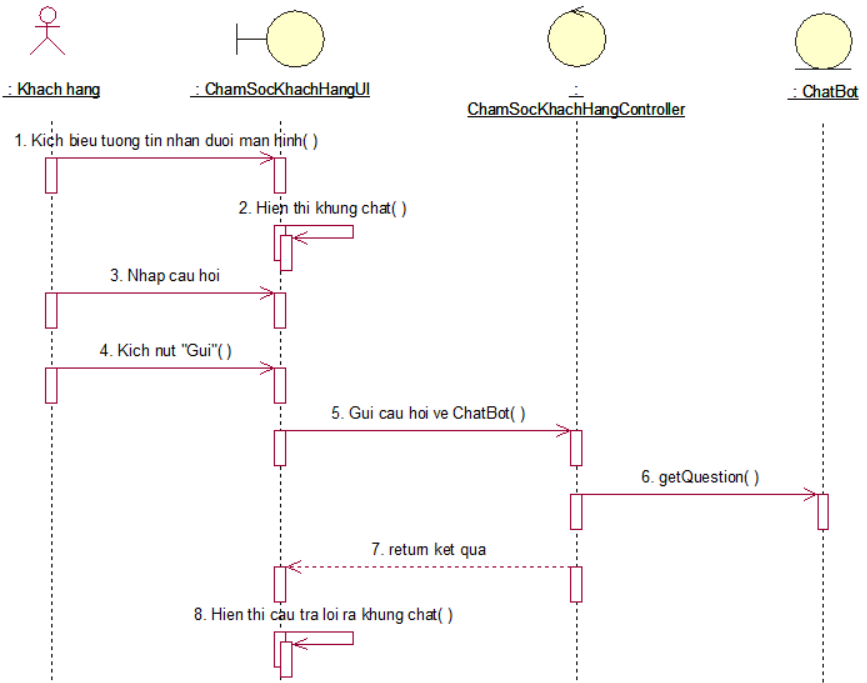 : Khach hang
: ChamSocKhachHangUI
:
ChamSocKhachHangController
: ChatBot
1. Kich bieu tuong tin nhan duoi man hinh( )
2. Hien thi khung chat( )
3. Nhap cau hoi
4. Kich nut "Gui"( )
5. Gui cau hoi ve ChatBot( )
6. getQuestion( )
7. return ket qua
8. Hien thi cau tra loi ra khung chat( )